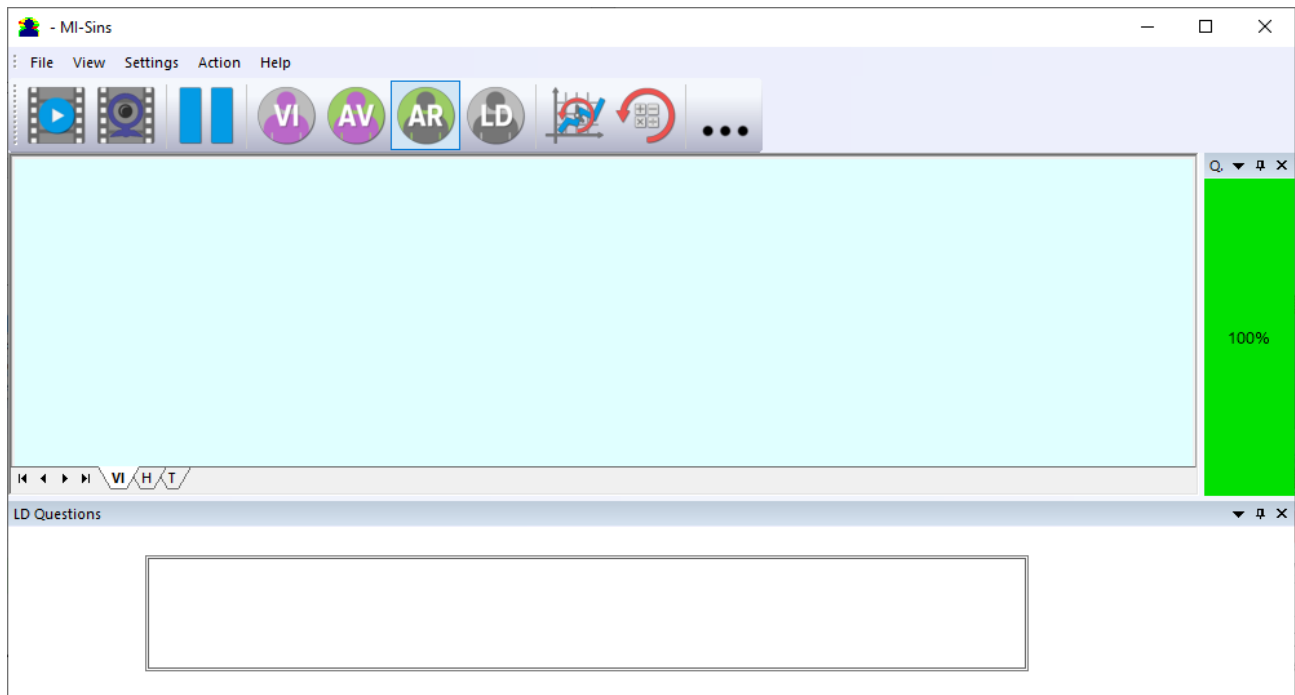 - MI-Sins
File View Settings Action Help
VI AV AR LD
Q,
100%
VI H T
LD Questions